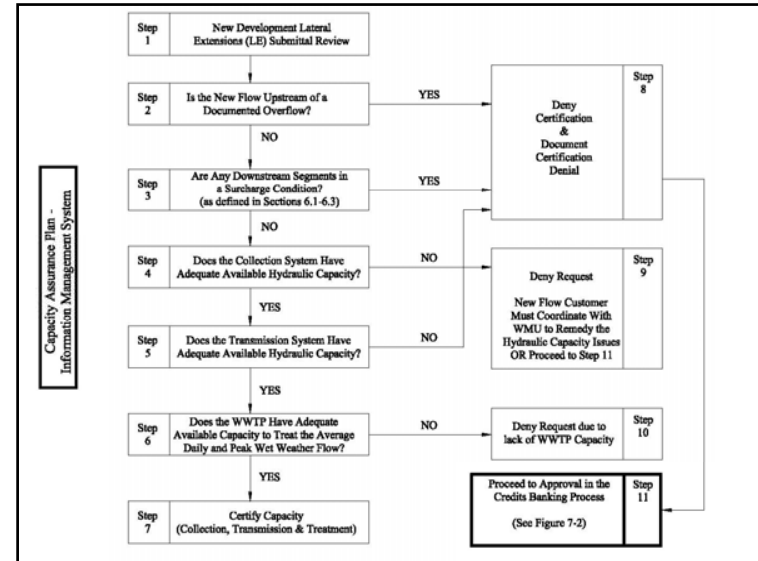 Capacity Assurance Plan -
Information Management System
Step
1
New Development Lateral
Extensions (LE) Submittal Review
Step
2
Is the New Flow Upstream of a
Documented Overflow?
YES
NO
Step
3
Are Any Downstream Segments in
a Surcharge Condition?
(as defined in Sections 6.1-6.3)
YES
NO
Step
4
Does the Collection System Have
Adequate Available Hydraulic Capacity?
NO
YES
Step
5
Does the Transmission System Have
Adequate Available Hydraulic Capacity?
NO
YES
Step
6
Does the WWTP Have Adequate
Available Capacity to Treat the Average
Daily and Peak Wet Weather Flow?
NO
YES
Step
7
Certify Capacity
(Collection, Transmission & Treatment)
Deny
Certification
&
Document
Certification
Denial
Step
8
Deny Request
New Flow Customer
Must Coordinate With
WMU to Remedy the
Hydraulic Capacity Issues
OR Proceed to Step 11
Step
9
Deny Request due to
lack of WWTP Capacity
Step
10
Proceed to Approval in the
Credits Banking Process
(See Figure 7-2)
Step
11